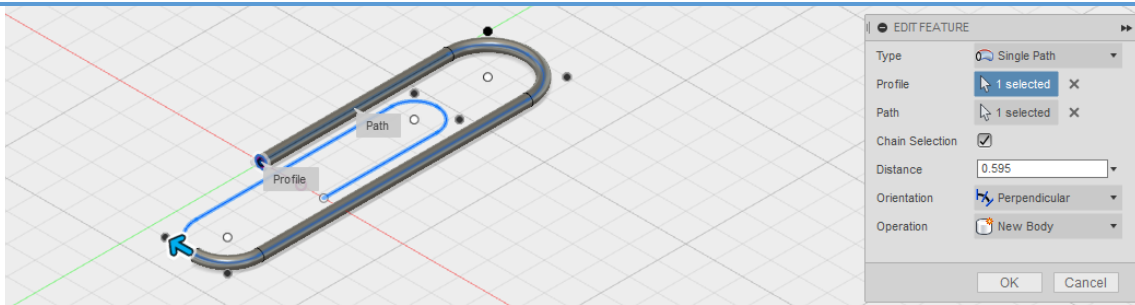 EDIT FEATURE
Type Single Path
Profile 1 selected
Path 1 selected
Chain Selection
Distance 0.595
Orientation Perpendicular
Operation New Body
OK Cancel
Path
Profile